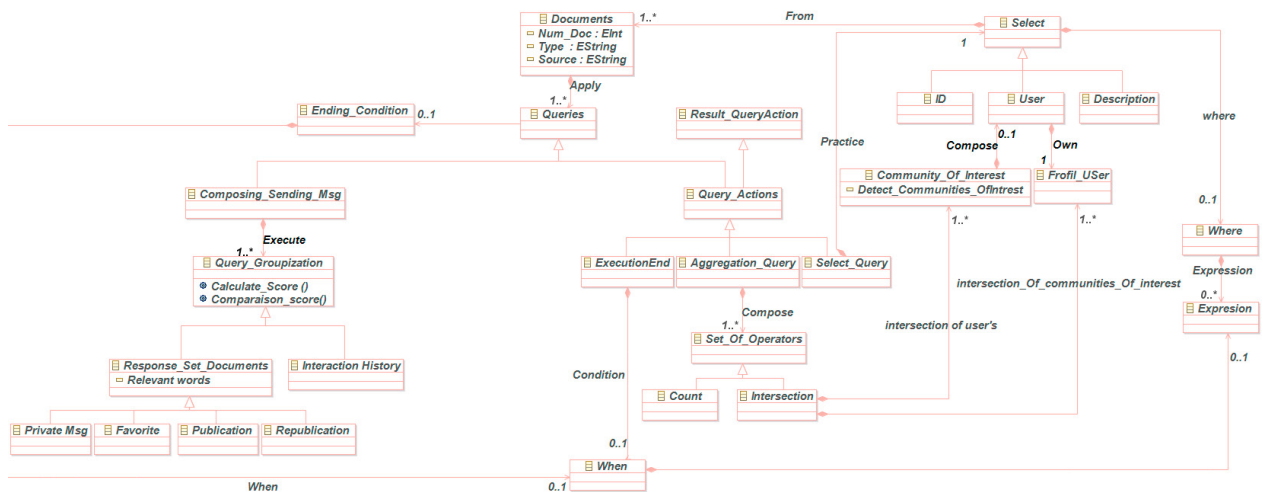 Documents
Num_Doc : EInt
Type : EString
Source : EString
1..*
From
Select
1
Apply
1..*
Ending_Condition
0..1
Queries
Result_QueryAction
ID
User
Description
Practice
where
0..1
Compose
Own
1
Composing_Sending_Msg
Query_Actions
Community_Of_Interest
Detect_Communities_OfIntrest
Frofil_USer
0..1
1..*
1..*
Where
Execute
1..*
Query_Groupization
Calculate_Score ()
Comparaison_score()
ExecutionEnd
Aggregation_Query
Select_Query
Expression
intersection_Of_communities_Of_interest
0..*
Expresion
Compose
1..*
intersection of user's
Set_Of_Operators
0..1
Response_Set_Documents
Relevant words
Interaction History
Condition
Count
Intersection
Private Msg
Favorite
Publication
Republication
0..1
When
When
0..1